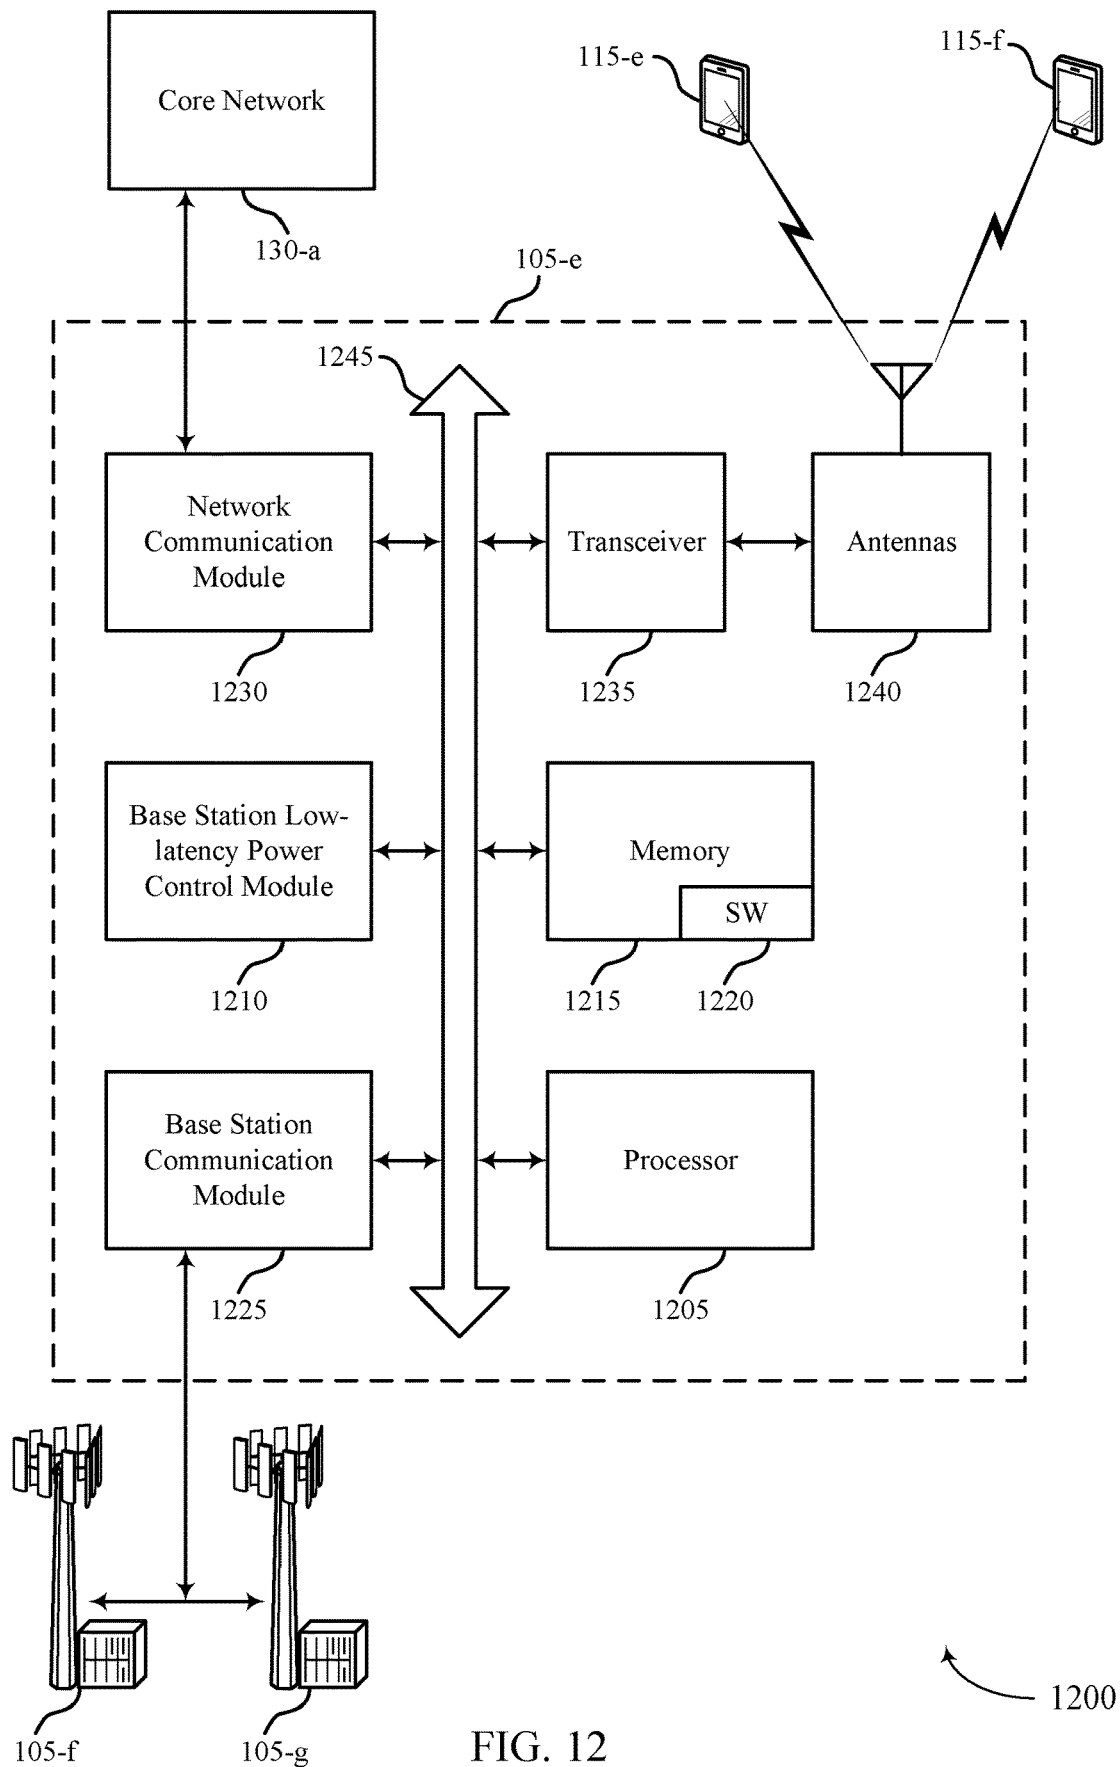 Core Network
130-a
115-e
115-f
105-e
1245
Network
Communication
Module
1230
Transceiver
1235
Antennas
1240
Base Station Low-
latency Power
Control Module
1210
Memory
SW
1215
1220
Base Station
Communication
Module
1225
Processor
1205
105-f
105-g
1200
FIG. 12